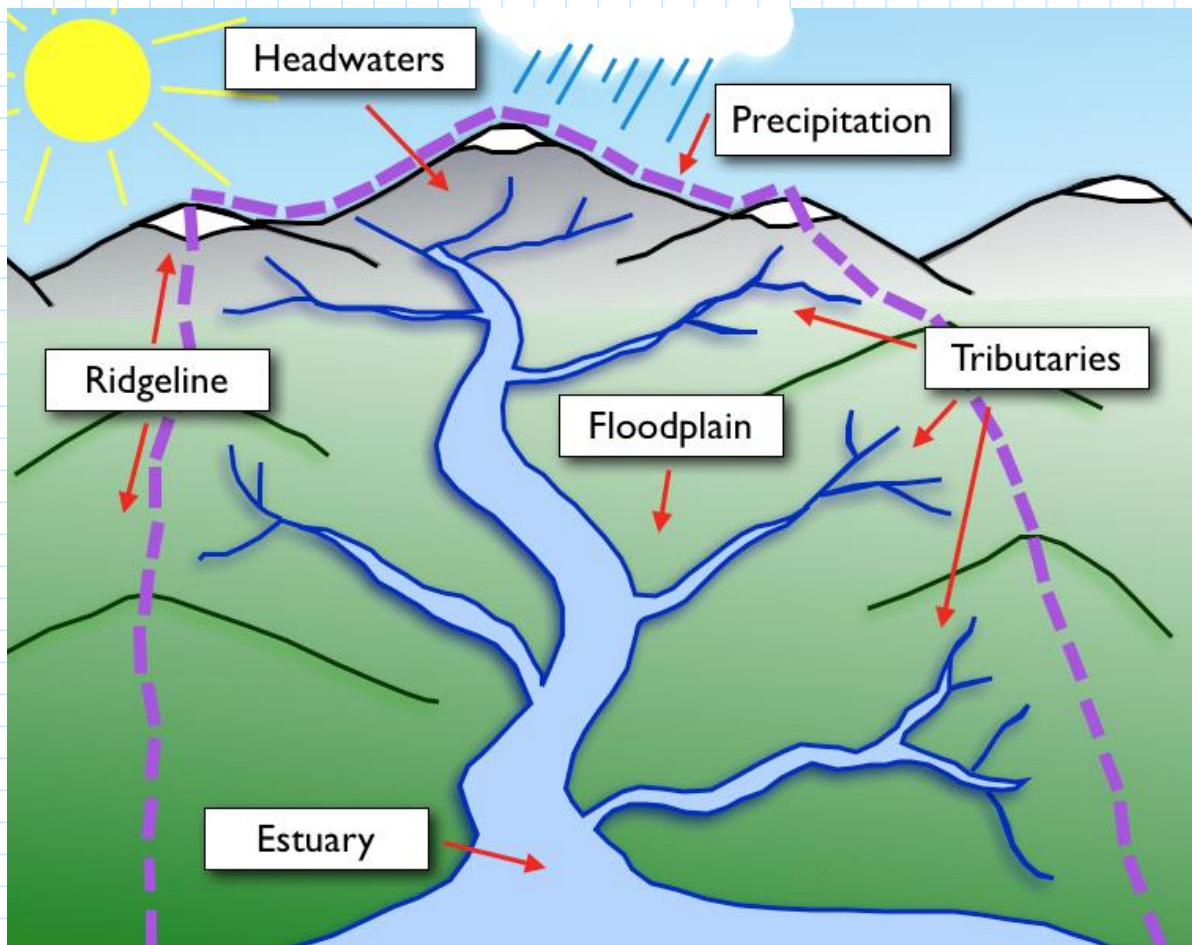 Headwaters
Precipitation
Ridgeline
Tributaries
Floodplain
Estuary